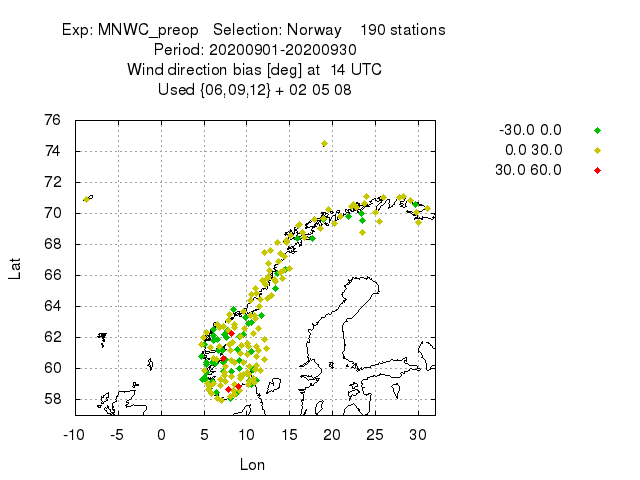 Exp: MNWC_preop   Selection: Norway    190 stations
Period: 20200901-20200930
Wind direction bias [deg] at  14 UTC
Used {06,09,12} + 02 05 08
-30.0 0.0
0.0 30.0
30.0 60.0
76
74
72
70
68
66
64
62
60
58
Lat
-10 -5 0 5 10 15 20 25 30
Lon